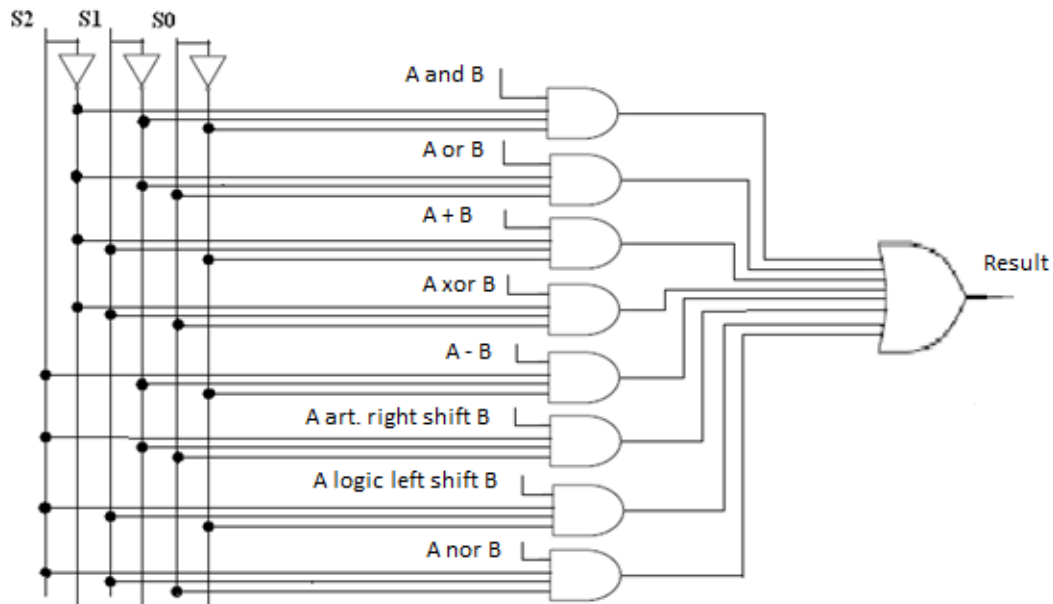 S2 S1 S0
A and B
A or B
A + B
Result
A xor B
A - B
A art. right shift B
A logic left shift B
A nor B